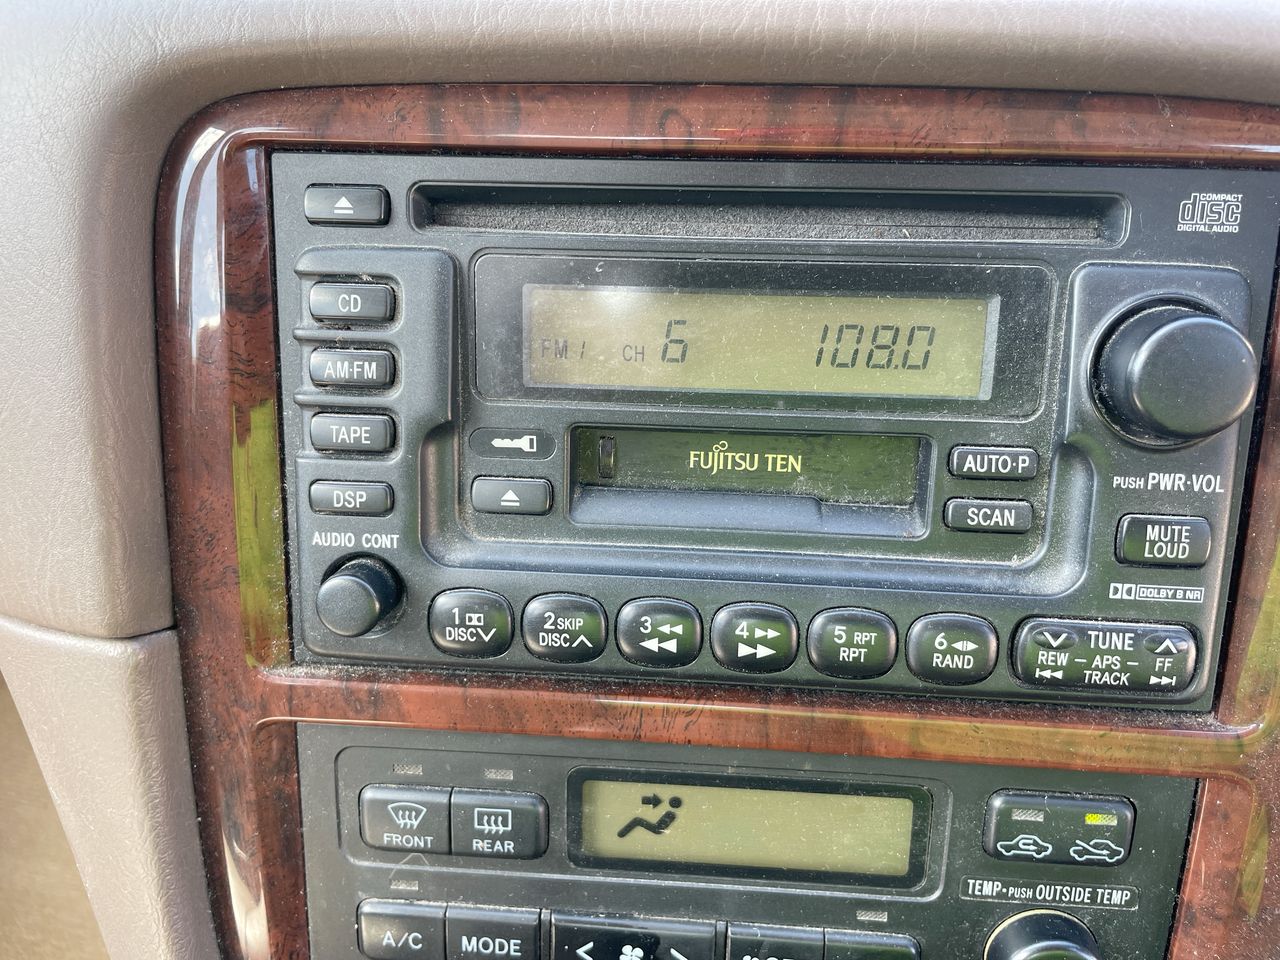 COMPACT
disc
DIGITAL AUDIO
CD
AM·FM
TAPE
DSP
AUDIO CONT
FM 1 CH 6 108.0
FUJITSU TEN
AUTO·P
SCAN
PUSH PWR·VOL
MUTE
LOUD
DOLBY B NR
1
DISC
2 SKIP
DISC
3
4
5 RPT
RPT
6
RAND
TUNE
REW – APS – FF
TRACK
FRONT
REAR
TEMP·PUSH OUTSIDE TEMP
A/C
MODE